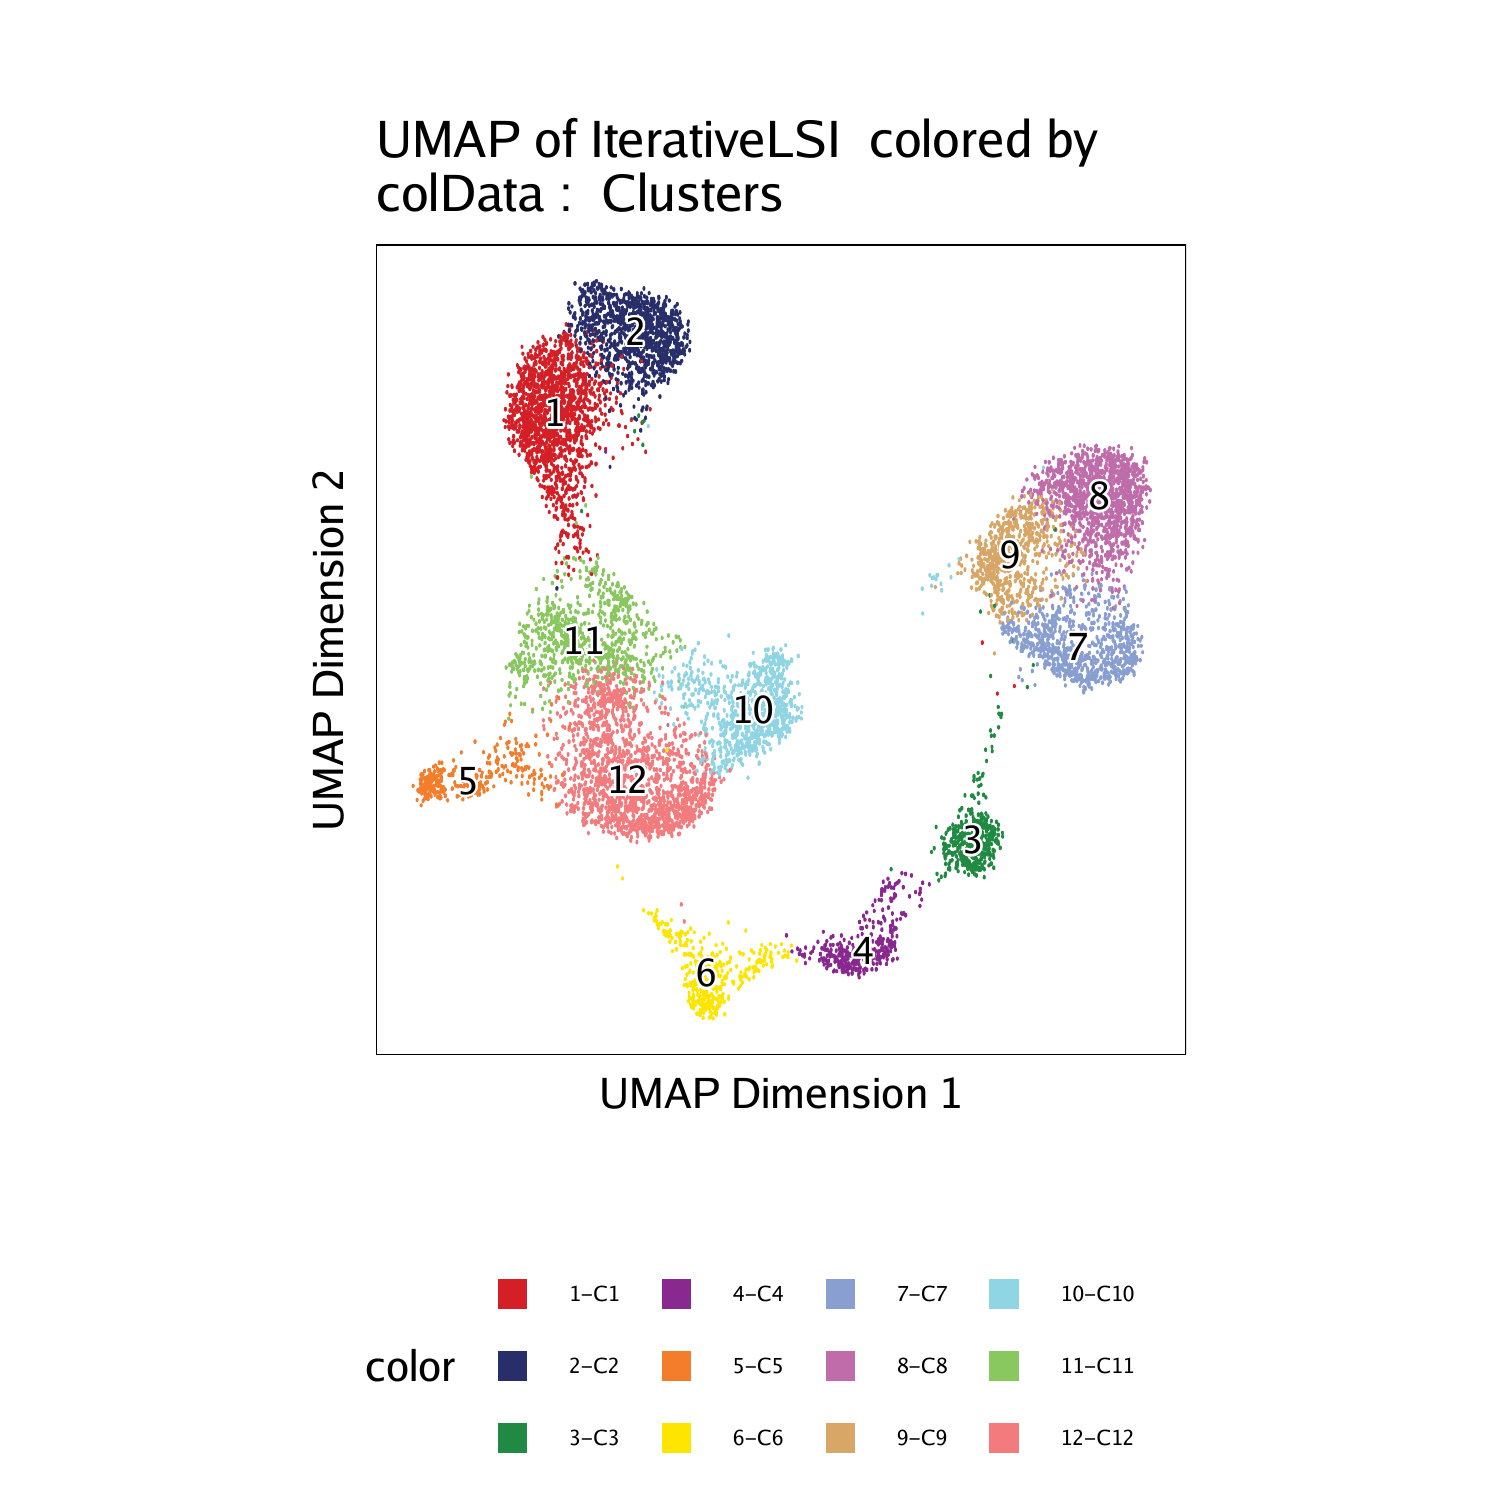 UMAP of IterativeLSI  colored by
colData :  Clusters
UMAP Dimension 2
2
1
8
9
11
7
10
5
12
3
4
6
UMAP Dimension 1
color
1-C1 4-C4 7-C7 10-C10
2-C2 5-C5 8-C8 11-C11
3-C3 6-C6 9-C9 12-C12